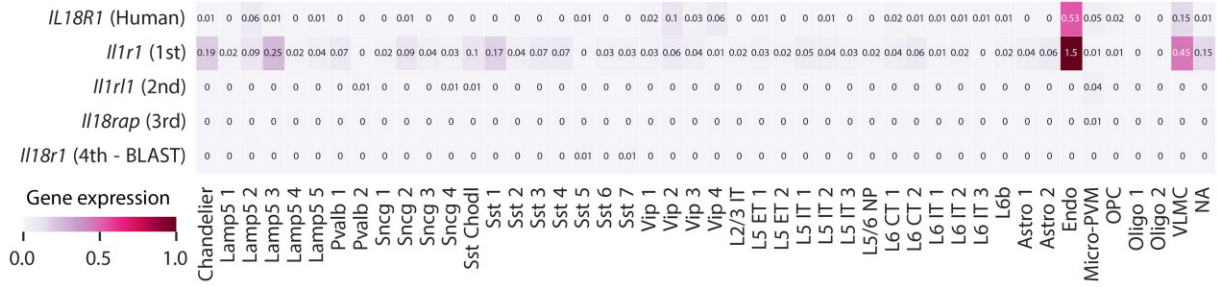 IL18R1 (Human) 0.01 0 0.06 0.01 0 0.01 0 0 0 0.01 0 0 0 0 0 0 0 0.01 0 0 0.02 0.1 0.03 0.06 0 0.01 0 0 0.01 0 0 0.02 0.01 0.01 0.01 0.01 0 0 0 0.53 0.05 0.02 0 0 0.15 0.01
Il1r1 (1st) 0.19 0.02 0.09 0.25 0.02 0.04 0.07 0 0.02 0.09 0.04 0.03 0.1 0.17 0.04 0.07 0.07 0 0.03 0.03 0.03 0.06 0.04 0.01 0.02 0.03 0.02 0.05 0.04 0.03 0.02 0.04 0.06 0.01 0.02 0 0.02 0.04 0.06 1.5 0.01 0.01 0 0 0.45 0.15
Il1rl1 (2nd) 0 0 0 0 0 0 0 0.01 0 0 0 0.01 0.01 0 0 0 0 0 0 0 0 0 0 0 0 0 0 0 0 0 0 0 0 0 0 0 0 0 0 0 0.04 0 0 0 0 0
Il18rap (3rd) 0 0 0 0 0 0 0 0 0 0 0 0 0 0 0 0 0 0 0 0 0 0 0 0 0 0 0 0 0 0 0 0 0 0 0 0 0 0 0 0 0.01 0 0 0 0 0
Il18r1 (4th - BLAST) 0 0 0 0 0 0 0 0 0 0 0 0 0 0 0 0 0 0.01 0 0.01 0 0 0 0 0 0 0 0 0 0 0 0 0 0 0 0 0 0 0 0 0 0 0 0 0 0
Gene expression
0.0 0.5 1.0
Chandelier
Lamp5 1
Lamp5 2
Lamp5 3
Lamp5 4
Lamp5 5
Pvalb 1
Pvalb 2
Sncg 1
Sncg 2
Sncg 3
Sncg 4
Sst Chodl
Sst 1
Sst 2
Sst 3
Sst 4
Sst 5
Sst 6
Sst 7
Vip 1
Vip 2
Vip 3
Vip 4
L2/3 IT
L5 ET 1
L5 ET 2
L5 IT 1
L5 IT 2
L5 IT 3
L5/6 NP
L6 CT 1
L6 CT 2
L6 IT 1
L6 IT 2
L6 IT 3
L6b
Astro 1
Astro 2
Endo
Micro-PVM
OPC
Oligo 1
Oligo 2
VLMC
NA